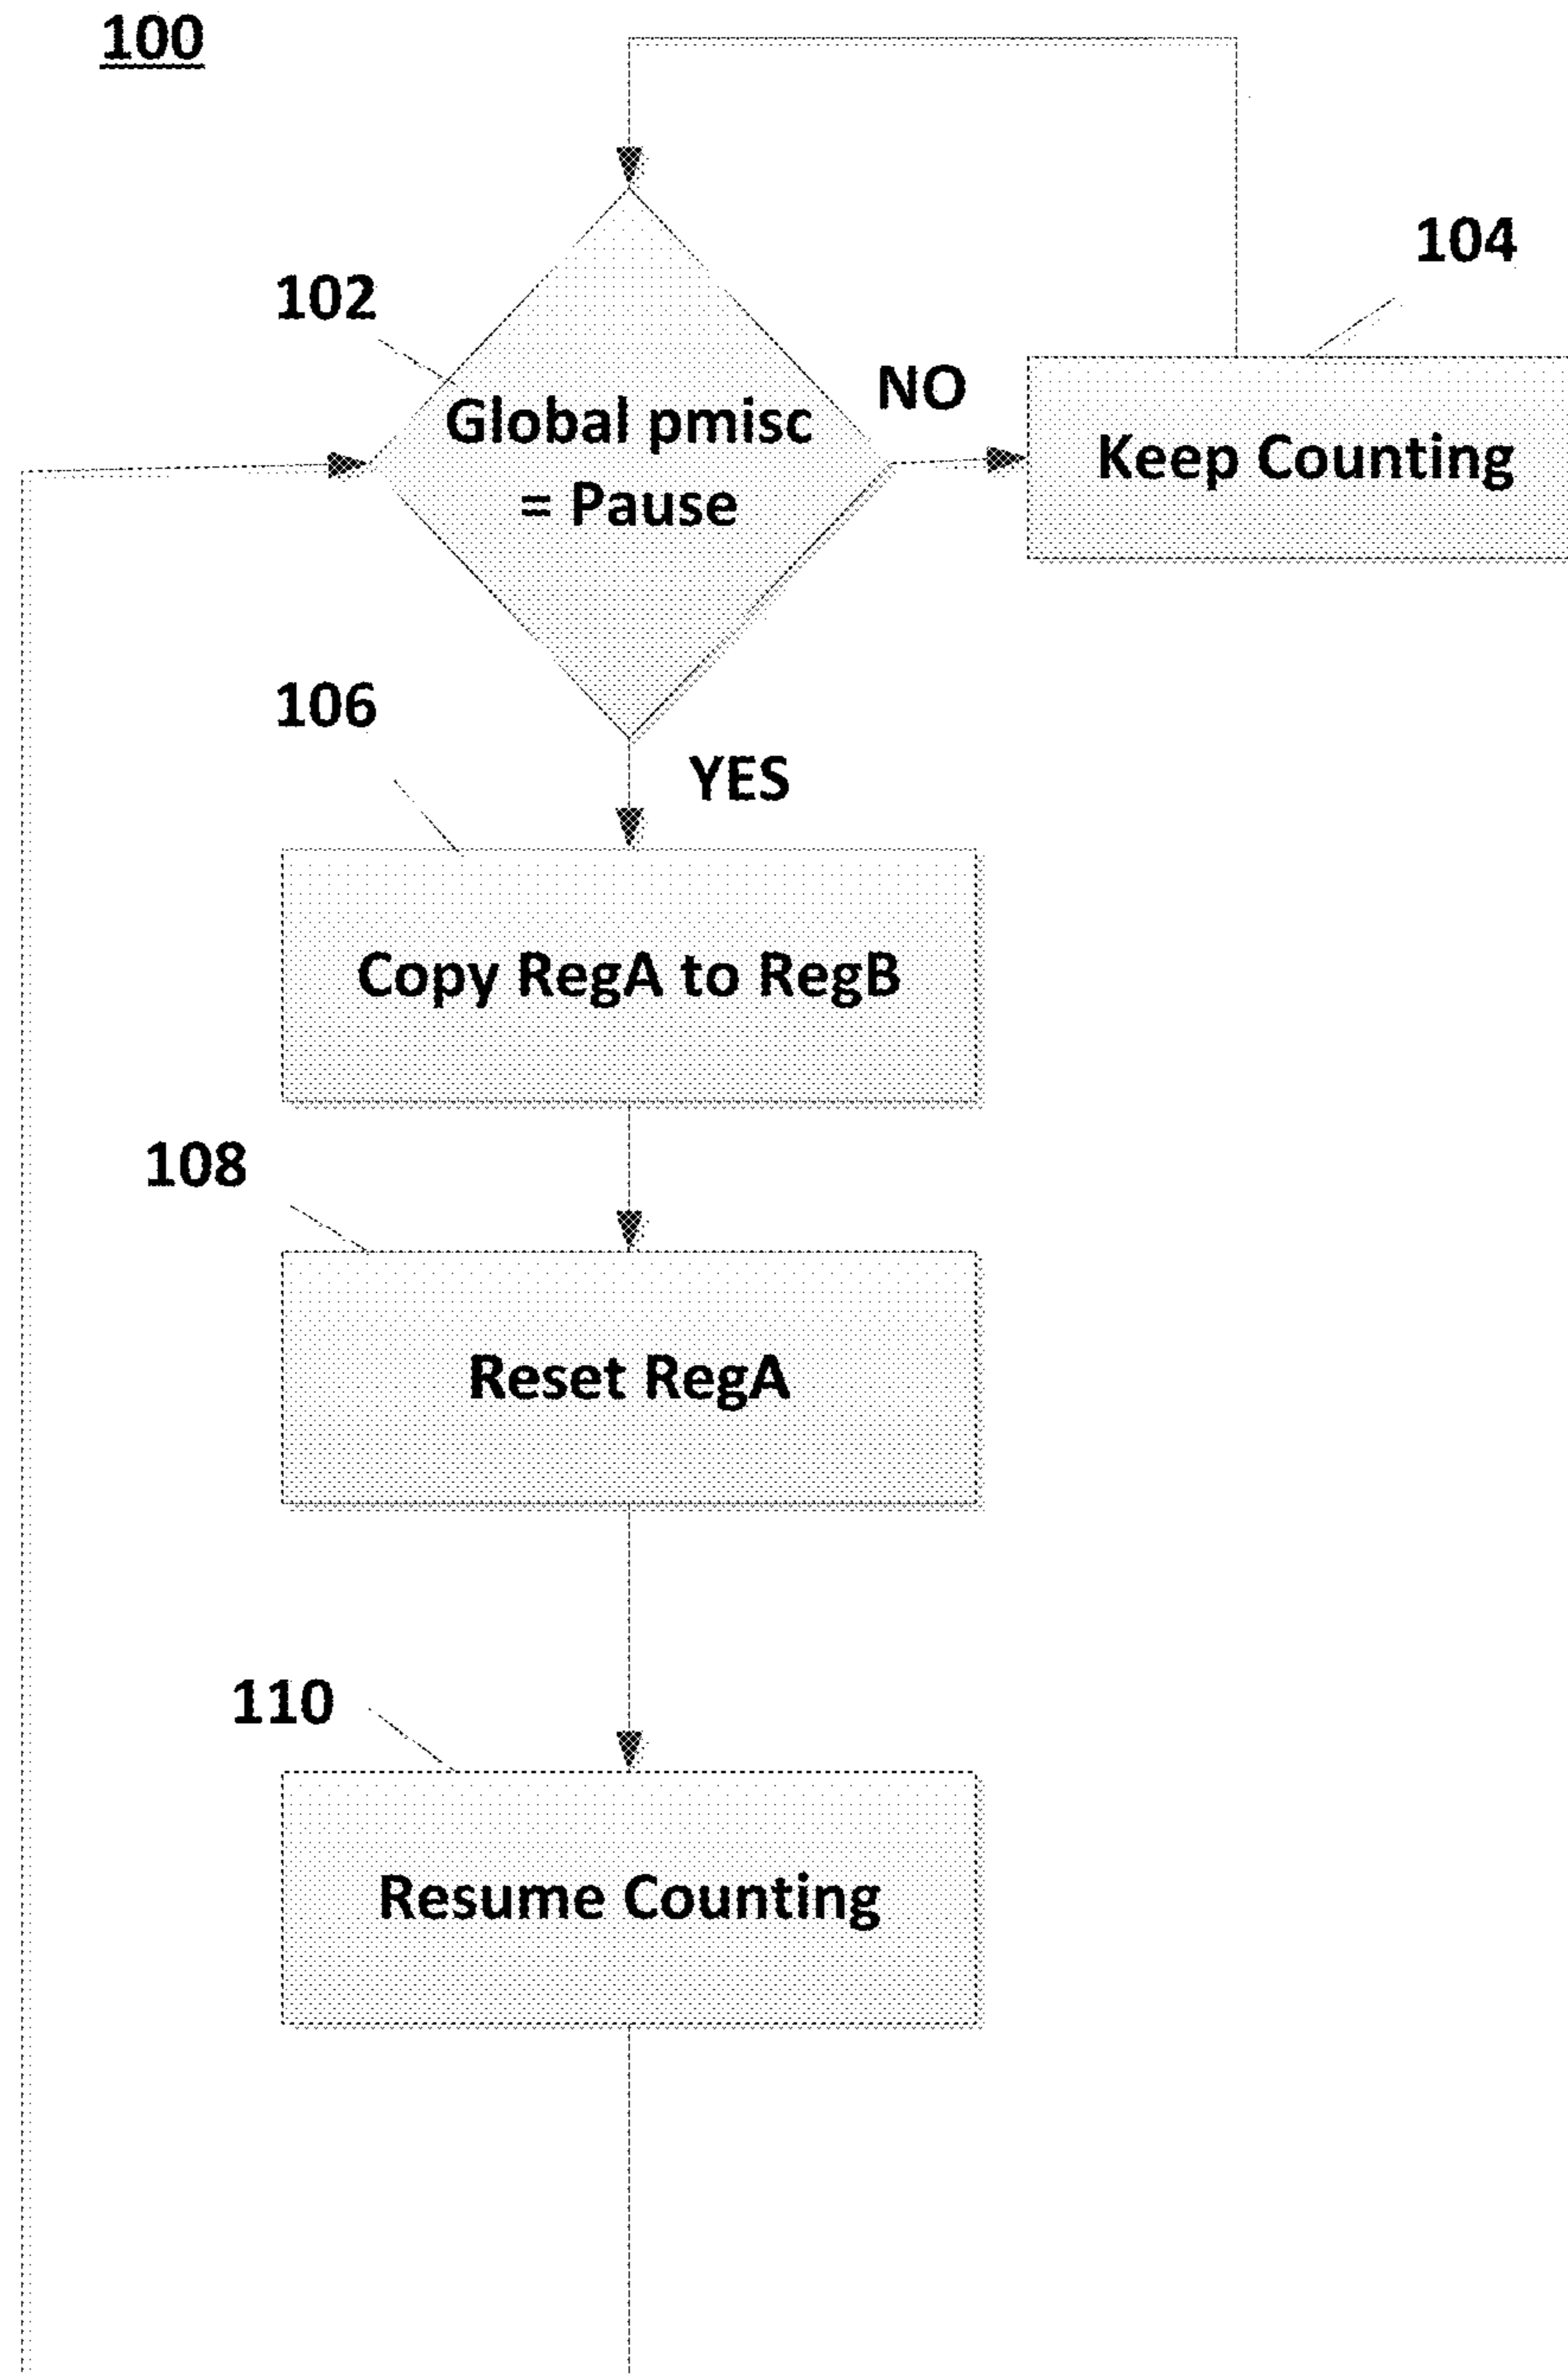 100
102
104
Global pmisc
= Pause
NO
Keep Counting
106
YES
Copy RegA to RegB
108
Reset RegA
110
Resume Counting